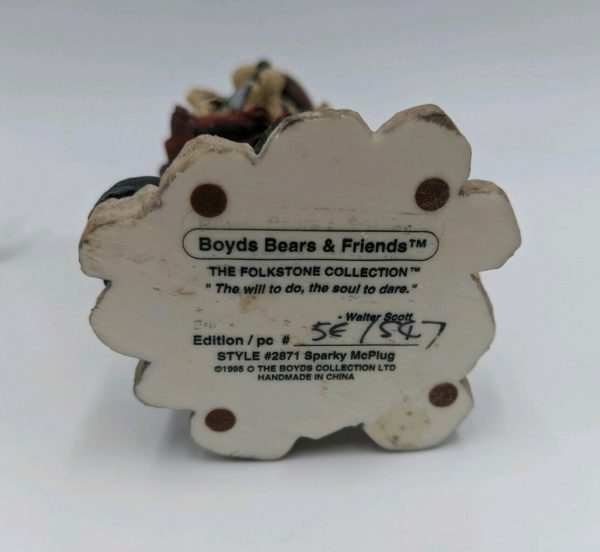 Boyds Bears & Friends™
THE FOLKSTONE COLLECTION™
" The will to do, the soul to dare."
- Walter Scott
Edition / pc # 5E / 547
STYLE #2871 Sparky McPlug
©1995 O THE BOYDS COLLECTION LTD
HANDMADE IN CHINA